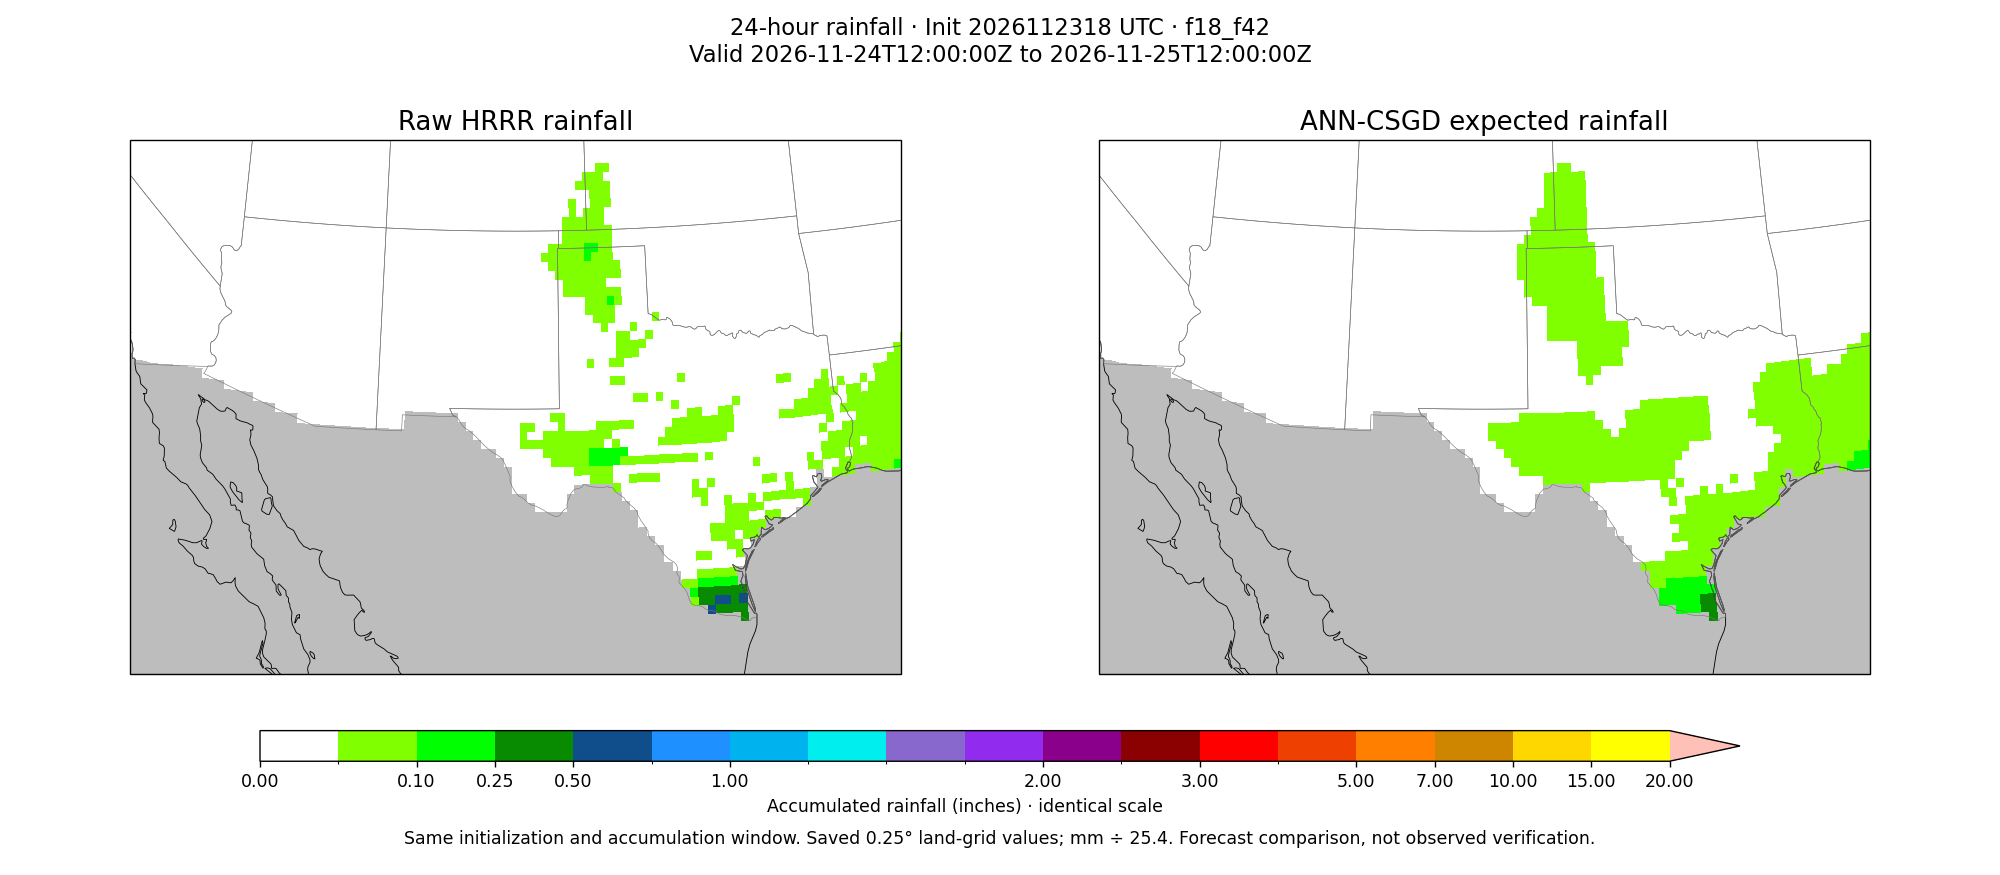 24-hour rainfall · Init 2026112318 UTC · f18_f42
Valid 2026-11-24T12:00:00Z to 2026-11-25T12:00:00Z
Raw HRRR rainfall
ANN-CSGD expected rainfall
0.00 0.10 0.25 0.50 1.00 2.00 3.00 5.00 7.00 10.00 15.00 20.00
Accumulated rainfall (inches) · identical scale
Same initialization and accumulation window. Saved 0.25° land-grid values; mm ÷ 25.4. Forecast comparison, not observed verification.